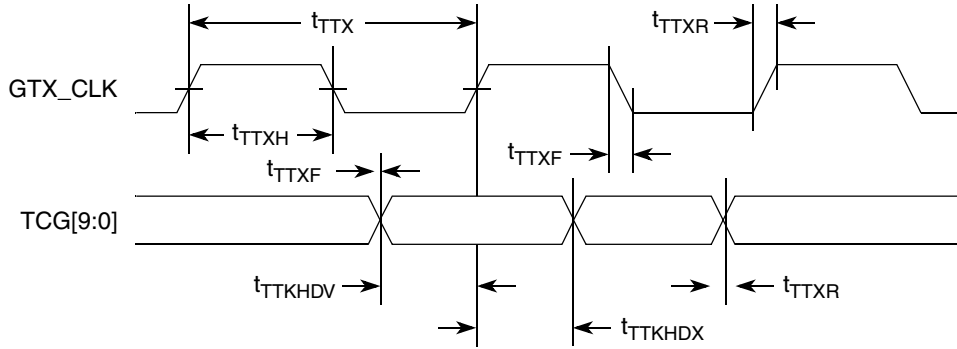 tTTX
tTTXR
GTX_CLK
tTTXH
tTTXF
tTTXF
TCG[9:0]
tTTKHDV
tTTXR
tTTKHDX